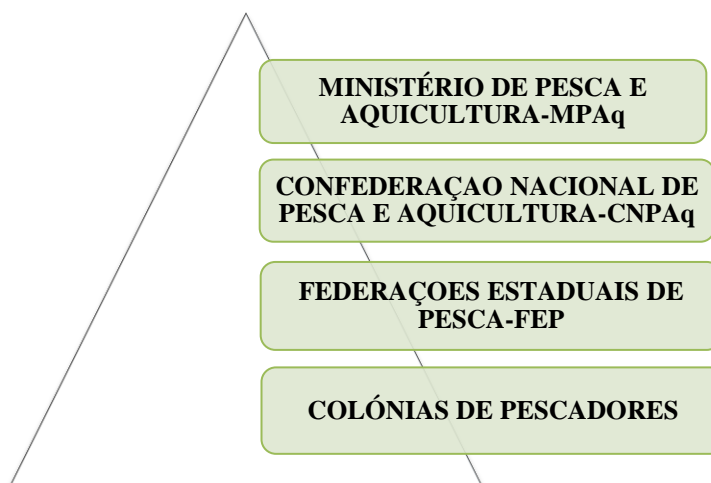 MINISTÉRIO DE PESCA E
AQUICULTURA-MPAq
CONFEDERAÇAO NACIONAL DE
PESCA E AQUICULTURA-CNPAq
FEDERAÇOES ESTADUAIS DE
PESCA-FEP
COLÓNIAS DE PESCADORES